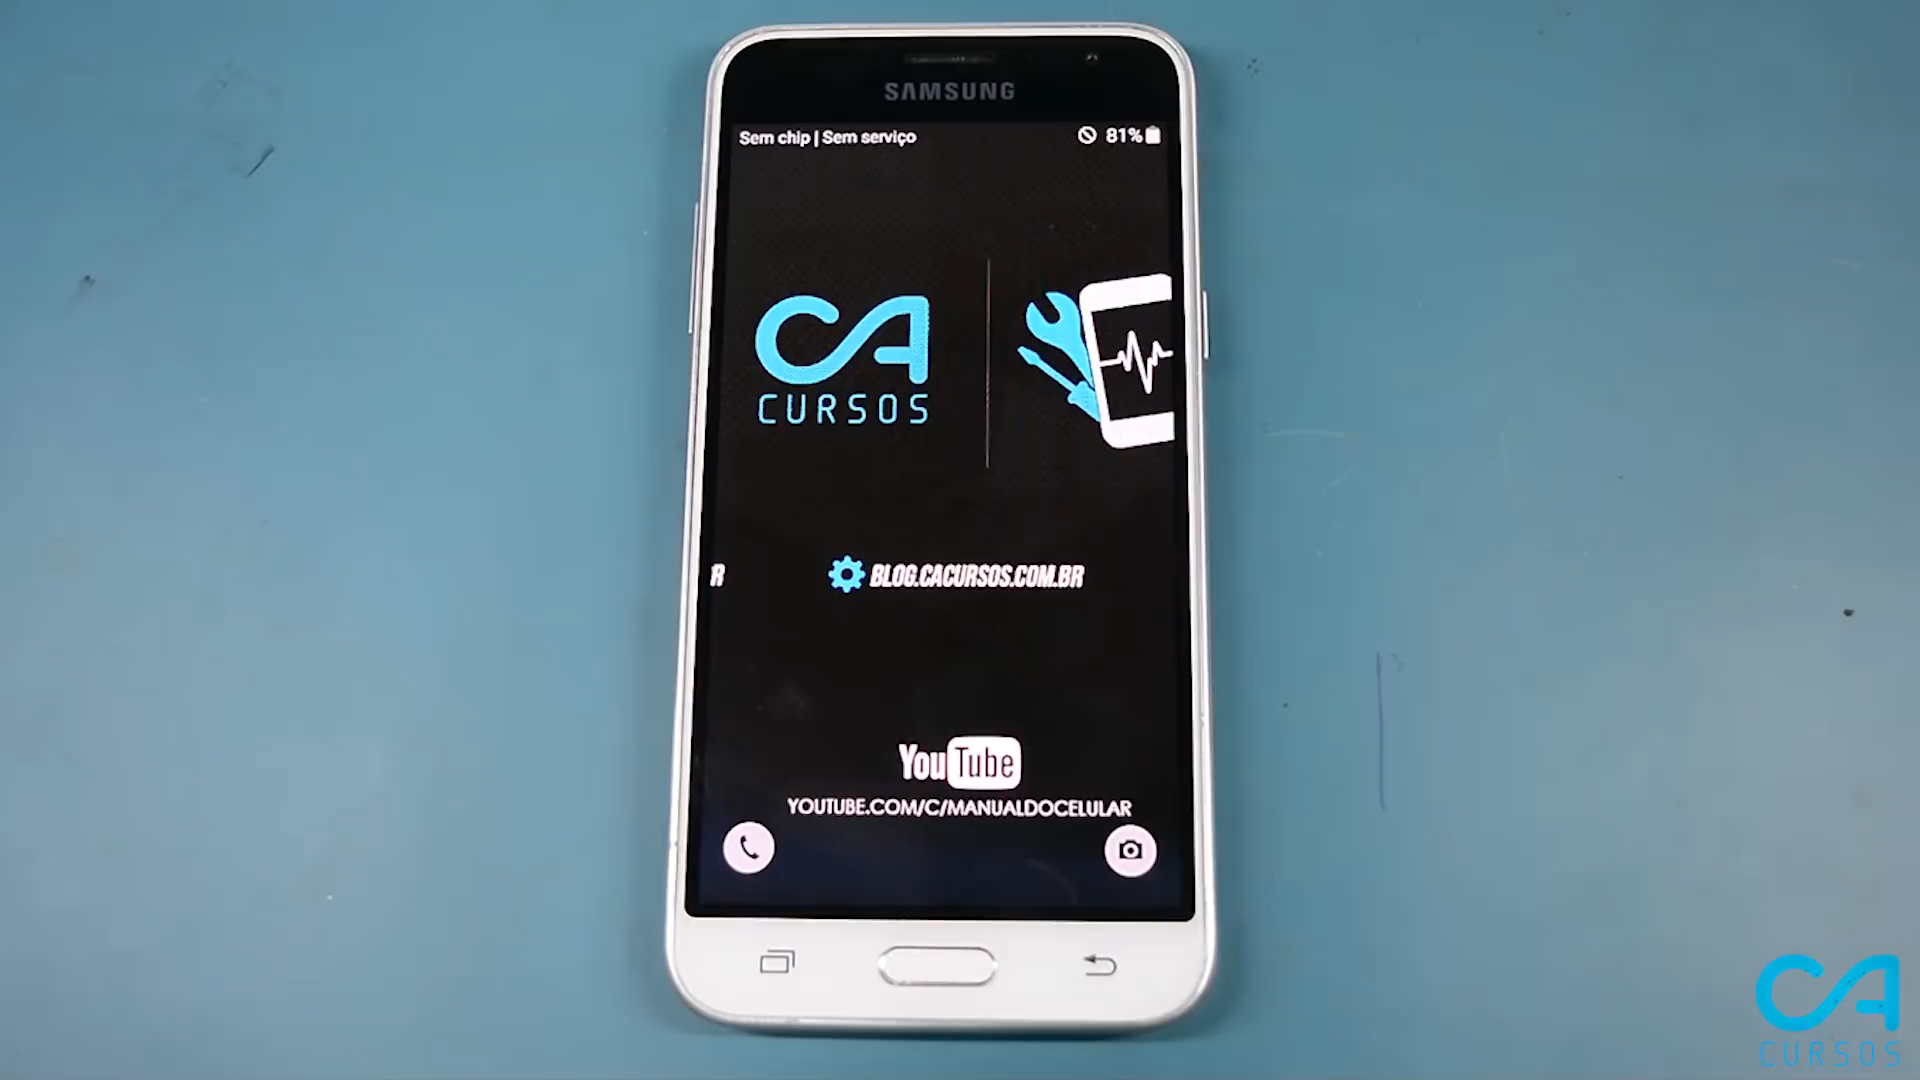 SAMSUNG
Sem chip | Sem serviço
81%
CA
CURSOS
R
BLOG.CACURSOS.COM.BR
YouTube
YOUTUBE.COM/C/MANUALDOCELULAR
CA
CURSOS